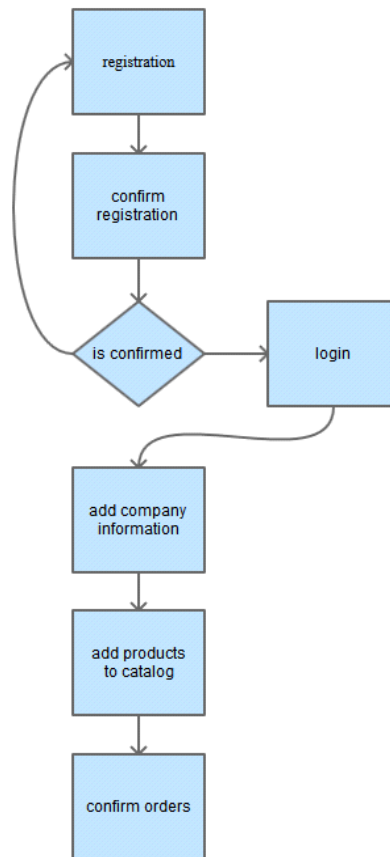 registration
confirm
registration
is confirmed
login
add company
information
add products
to catalog
confirm orders